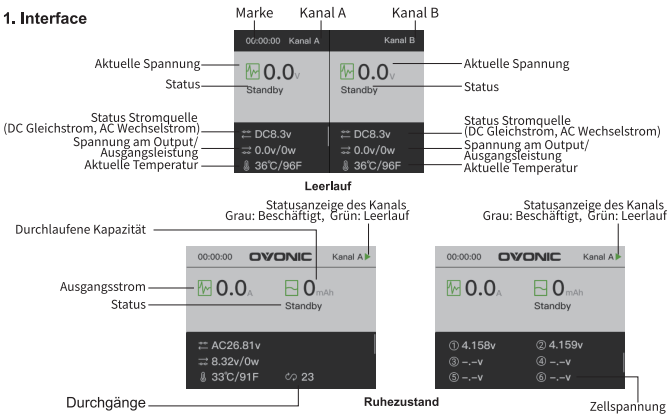 1. Interface
Marke
Kanal A
Kanal B
00:00:00 Kanal A
Kanal B
Aktuelle Spannung
0.0v
0.0v
Aktuelle Spannung
Status
Standby
Standby
Status
Status Stromquelle
(DC Gleichstrom, AC Wechselstrom)
DC8.3v
DC8.3v
Status Stromquelle
(DC Gleichstrom, AC Wechselstrom)
Spannung am Output/
Ausgangsleistung
0.0v/0w
0.0v/0w
Spannung am Output/
Ausgangsleistung
Aktuelle Temperatur
36℃/96F
36℃/96F
Aktuelle Temperatur
Leerlauf
Statusanzeige des Kanals
Grau: Beschäftigt, Grün: Leerlauf
Statusanzeige des Kanals
Grau: Beschäftigt, Grün: Leerlauf
Durchlaufene Kapazität
00:00:00 OVONIC Kanal A
00:00:00 OVONIC Kanal A
Ausgangsstrom
0.0A
0mAh
0.0A
0mAh
Status
Standby
Standby
AC26.81v
8.32v/0w
33℃/91F
23
① 4.158v
② 4.159v
③ –.–v
④ –.–v
⑤ –.–v
⑥ –.–v
Durchgänge
Ruhezustand
Zellspannung